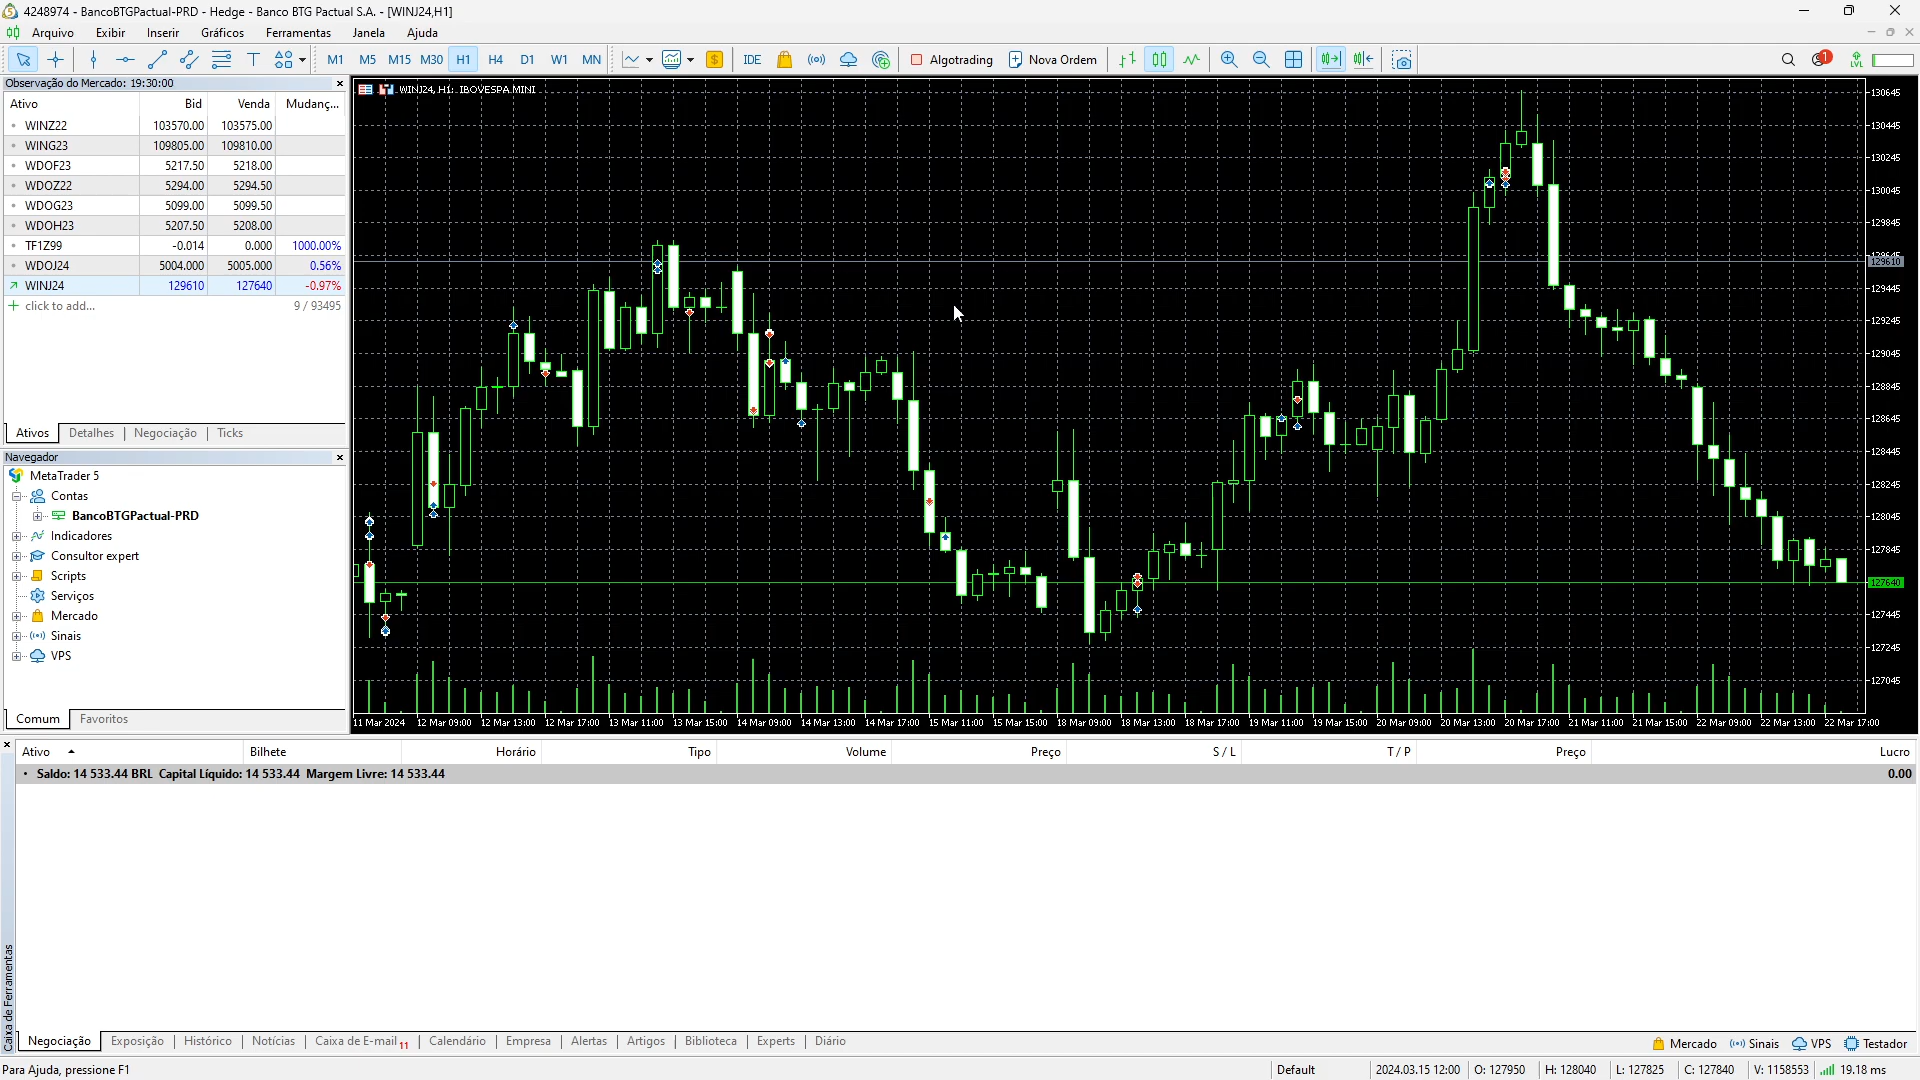 4248974 - BancoBTGPactual-PRD - Hedge - Banco BTG Pactual S.A. - [WINJ24,H1]
Arquivo Exibir Inserir Gráficos Ferramentas Janela Ajuda
M1 M5 M15 M30 H1 H4 D1 W1 MN IDE Algotrading Nova Ordem 1 LVL
Observação do Mercado: 19:30:00
Ativo Bid Venda Mudanç...
WINZ22 103570.00 103575.00
WING23 109805.00 109810.00
WDOF23 5217.50 5218.00
WDOZ22 5294.00 5294.50
WDOG23 5099.00 5099.50
WDOH23 5207.50 5208.00
TF1Z99 -0.014 0.000 1000.00%
WDOJ24 5004.000 5005.000 0.56%
WINJ24 129610 127640 -0.97%
click to add... 9 / 93495
Ativos Detalhes Negociação Ticks
Navegador
MetaTrader 5
Contas
BancoBTGPactual-PRD
Indicadores
Consultor expert
Scripts
Serviços
Mercado
Sinais
VPS
Comum Favoritos
WINJ24, H1: IBOVESPA MINI
130645
130445
130245
130045
129845
129610
129445
129245
129045
128845
128645
128445
128245
128045
127845
127640
127445
127245
127045
11 Mar 2024 12 Mar 09:00 12 Mar 13:00 12 Mar 17:00 13 Mar 11:00 13 Mar 15:00 14 Mar 09:00 14 Mar 13:00 14 Mar 17:00 15 Mar 11:00 15 Mar 15:00 18 Mar 09:00 18 Mar 13:00 18 Mar 17:00 19 Mar 11:00 19 Mar 15:00 20 Mar 09:00 20 Mar 13:00 20 Mar 17:00 21 Mar 11:00 21 Mar 15:00 22 Mar 09:00 22 Mar 13:00 22 Mar 17:00
Ativo Bilhete Horário Tipo Volume Preço S / L T / P Preço Lucro
Saldo: 14 533.44 BRL Capital Líquido: 14 533.44 Margem Livre: 14 533.44 0.00
Caixa de Ferramentas
Negociação Exposição Histórico Notícias Caixa de E-mail 11 Calendário Empresa Alertas Artigos Biblioteca Experts Diário Mercado Sinais VPS Testador
Para Ajuda, pressione F1 Default 2024.03.15 12:00 O: 127950 H: 128040 L: 127825 C: 127840 V: 1158553 19.18 ms